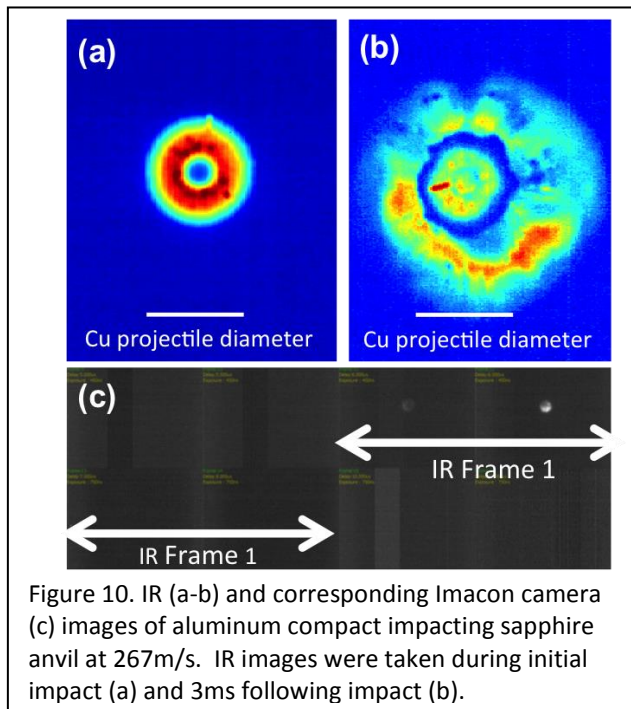 (a)
(b)
Cu projectile diameter
Cu projectile diameter
(c)
IR Frame 1
IR Frame 1
Figure 10. IR (a-b) and corresponding Imacon camera
(c) images of aluminum compact impacting sapphire
anvil at 267m/s. IR images were taken during initial
impact (a) and 3ms following impact (b).